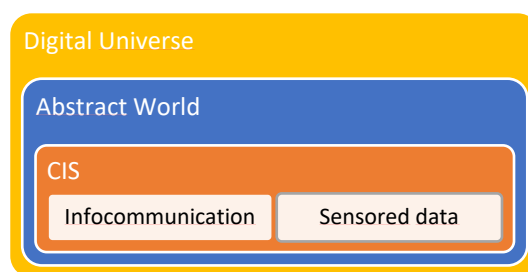 Digital Universe
Abstract World
CIS
Infocommunication Sensored data